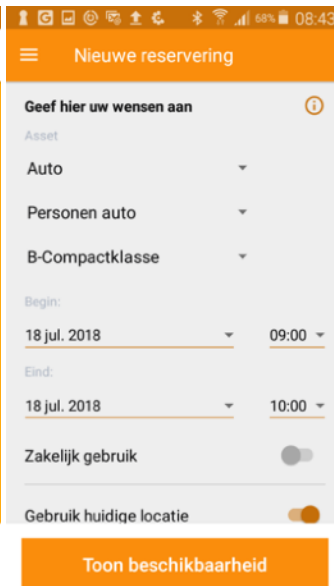 68% 08:43
Nieuwe reservering
Geef hier uw wensen aan
Asset
Auto
Personen auto
B-Compactklasse
Begin:
18 jul. 2018 09:00
Eind:
18 jul. 2018 10:00
Zakelijk gebruik
Gebruik huidige locatie
Toon beschikbaarheid